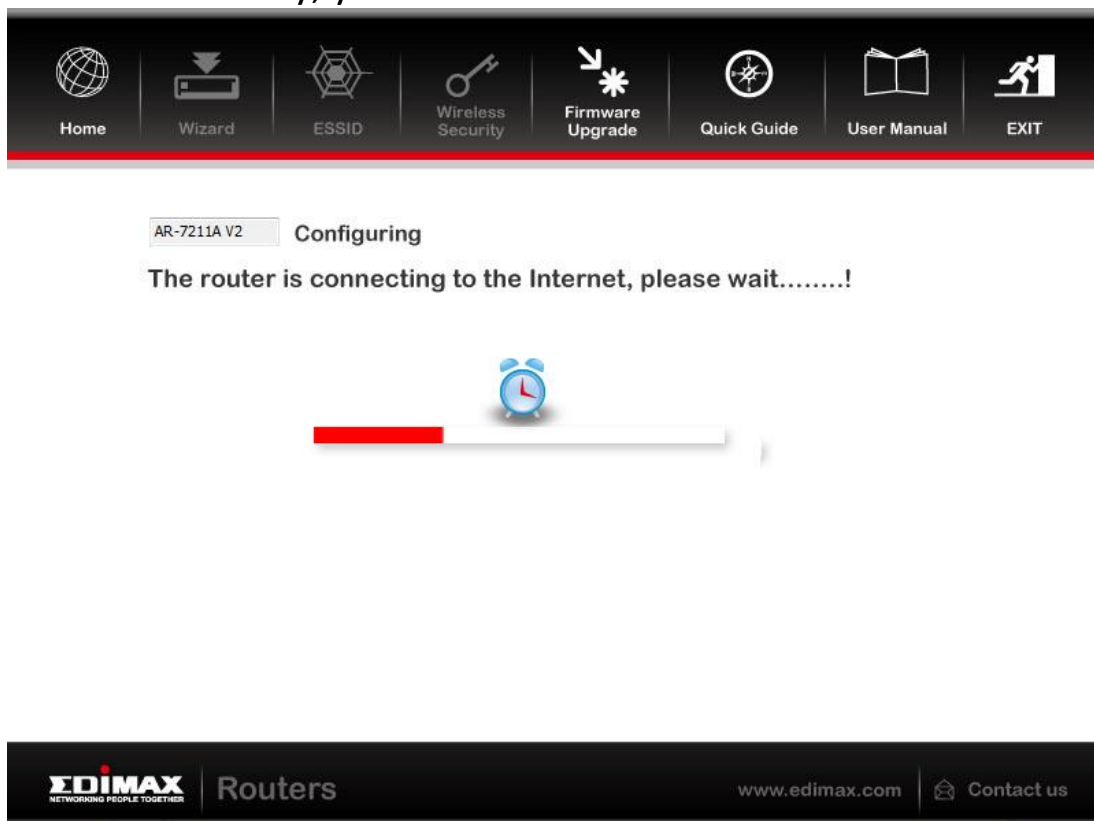 Home
Wizard
ESSID
Wireless
Security
Firmware
Upgrade
Quick Guide
User Manual
EXIT
AR-7211A V2 Configuring
The router is connecting to the Internet, please wait........!
EDIMAX
NETWORKING PEOPLE TOGETHER
Routers
www.edimax.com
Contact us